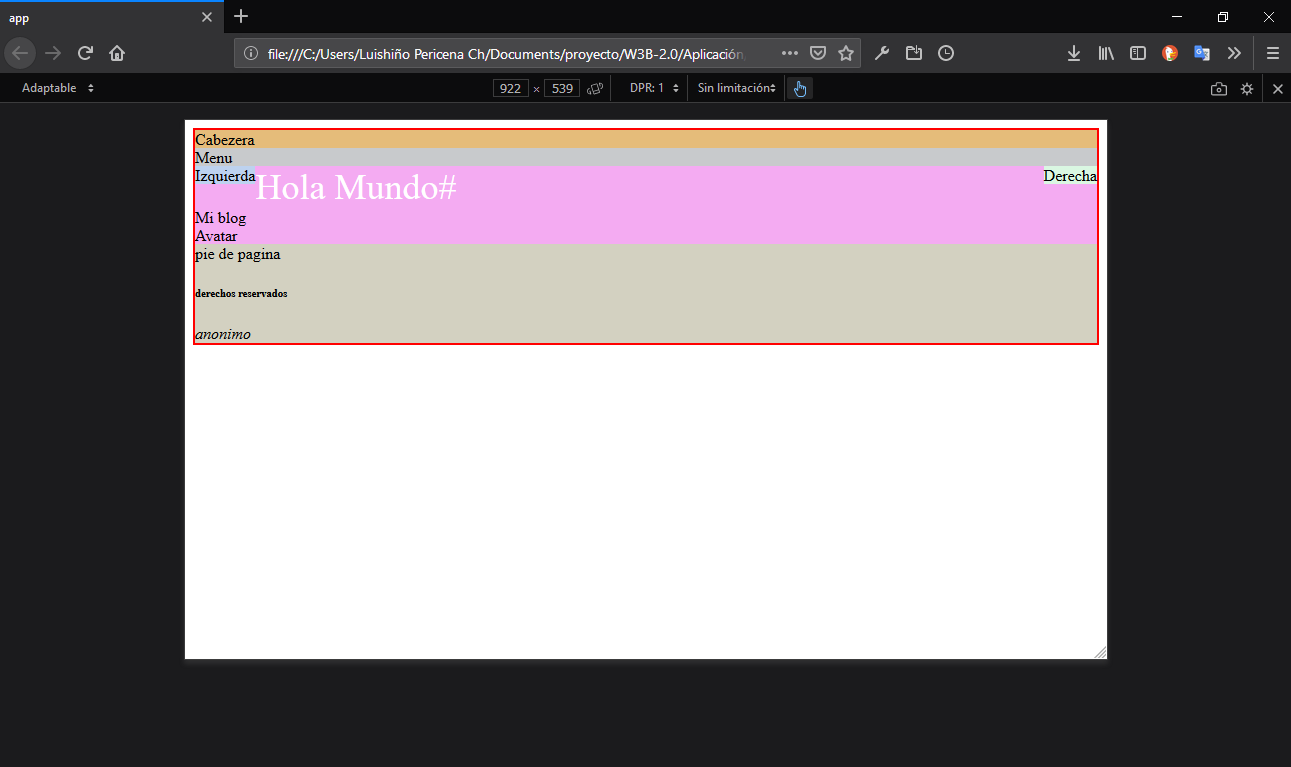 app
file:///C:/Users/Luishiño Pericena Ch/Documents/proyecto/W3B-2.0/Aplicación/
Adaptable
922 × 539
DPR: 1
Sin limitación
Cabezera
Menu
Izquierda Hola Mundo# Derecha
Mi blog
Avatar
pie de pagina
derechos reservados
anonimo